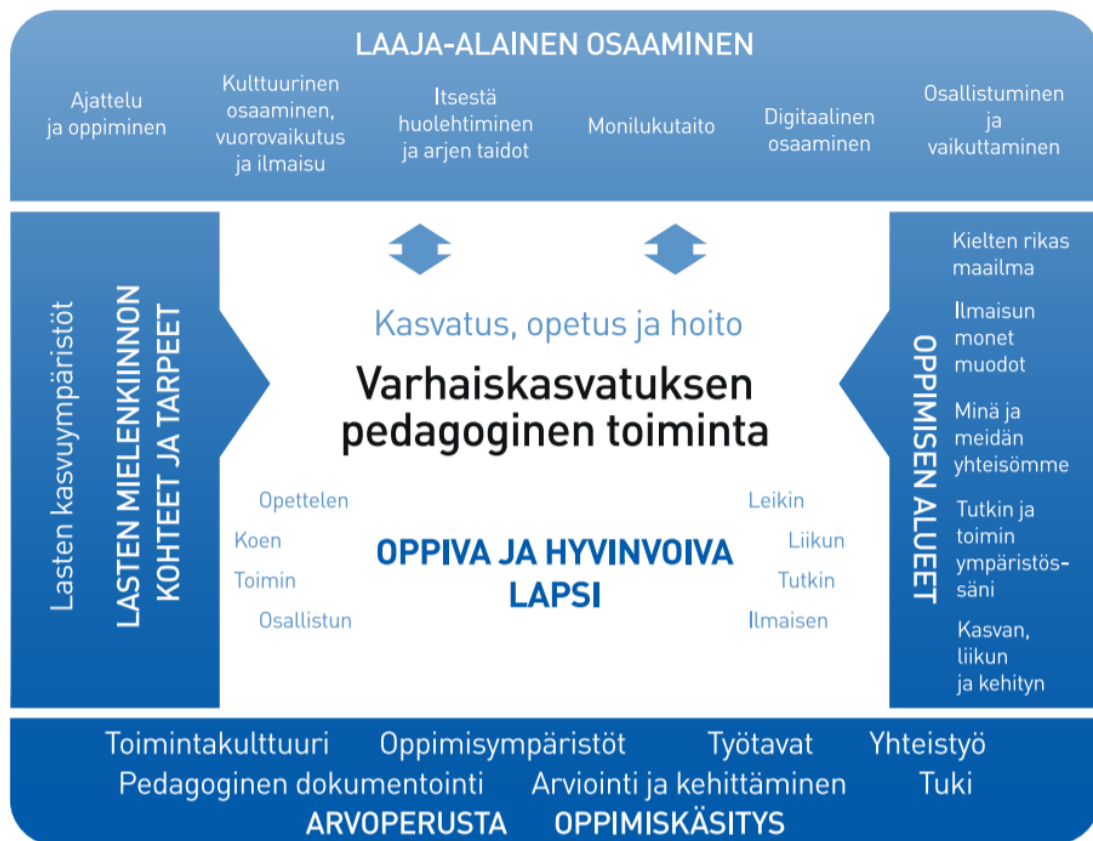 LAAJA-ALAINEN OSAAMINEN
Ajattelu
ja oppiminen
Kulttuurinen
osaaminen,
vuorovaikutus
ja ilmaisu
Itsestä
huolehtiminen
ja arjen taidot
Monilukutaito
Digitaalinen
osaaminen
Osallistuminen
ja
vaikuttaminen
Lasten kasvuympäristöt
LASTEN MIELENKIINNON
KOHTEET JA TARPEET
Kasvatus, opetus ja hoito
Varhaiskasvatuksen
pedagoginen toiminta
Opettelen
Koen
Toimin
Osallistun
OPPIVA JA HYVINVOIVA
LAPSI
Leikin
Liikun
Tutkin
Ilmaisen
OPPIMISEN ALUEET
Kielten rikas
maailma
Ilmaisun
monet
muodot
Minä ja
meidän
yhteisömme
Tutkin ja
toimin
ympäristös-
säni
Kasvan,
liikun
ja kehityn
Toimintakulttuuri Oppimisympäristöt Työtavat Yhteistyö
Pedagoginen dokumentointi Arviointi ja kehittäminen Tuki
ARVOPERUSTA OPPIMISKÄSITYS